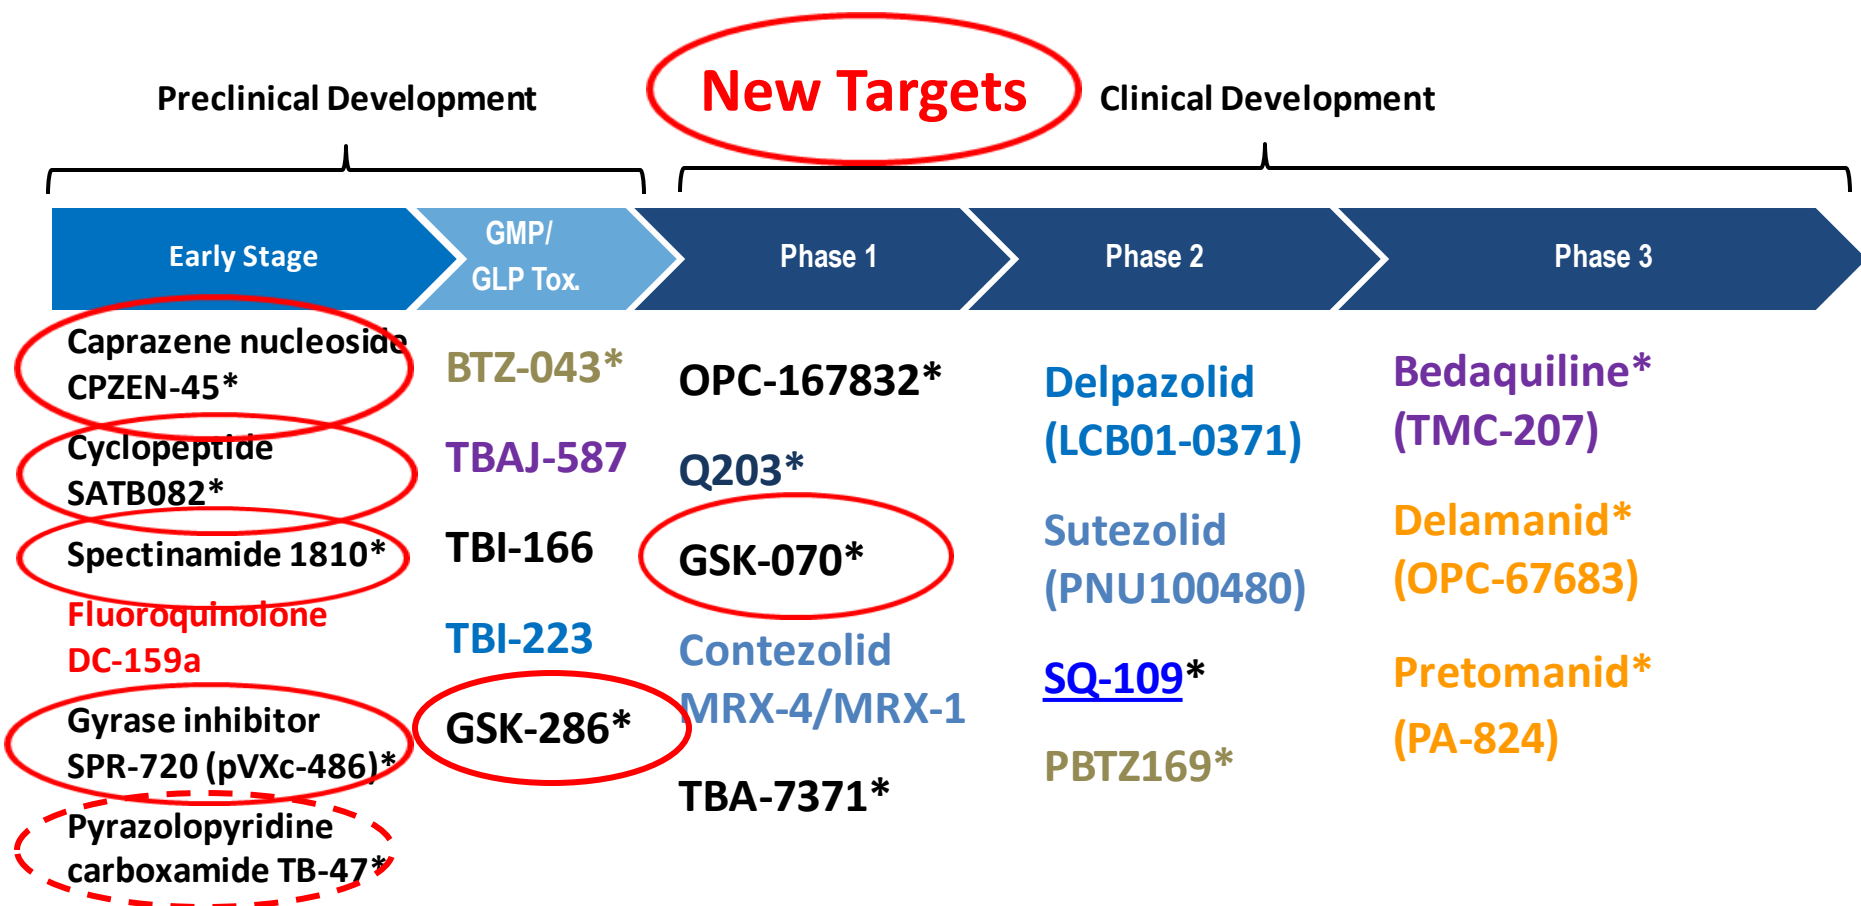 Preclinical Development
New Targets
Clinical Development
Early Stage
GMP/
GLP Tox.
Phase 1
Phase 2
Phase 3
Caprazene nucleoside
CPZEN-45*
Cyclopeptide
SATB082*
Spectinamide 1810*
Fluoroquinolone
DC-159a
Gyrase inhibitor
SPR-720 (pVXc-486)*
Pyrazolopyridine
carboxamide TB-47*
BTZ-043*
TBAJ-587
TBI-166
TBI-223
GSK-286*
OPC-167832*
Q203*
GSK-070*
Contezolid
MRX-4/MRX-1
TBA-7371*
Delpazolid
(LCB01-0371)
Sutezolid
(PNU100480)
SQ-109*
PBTZ169*
Bedaquiline*
(TMC-207)
Delamanid*
(OPC-67683)
Pretomanid*
(PA-824)